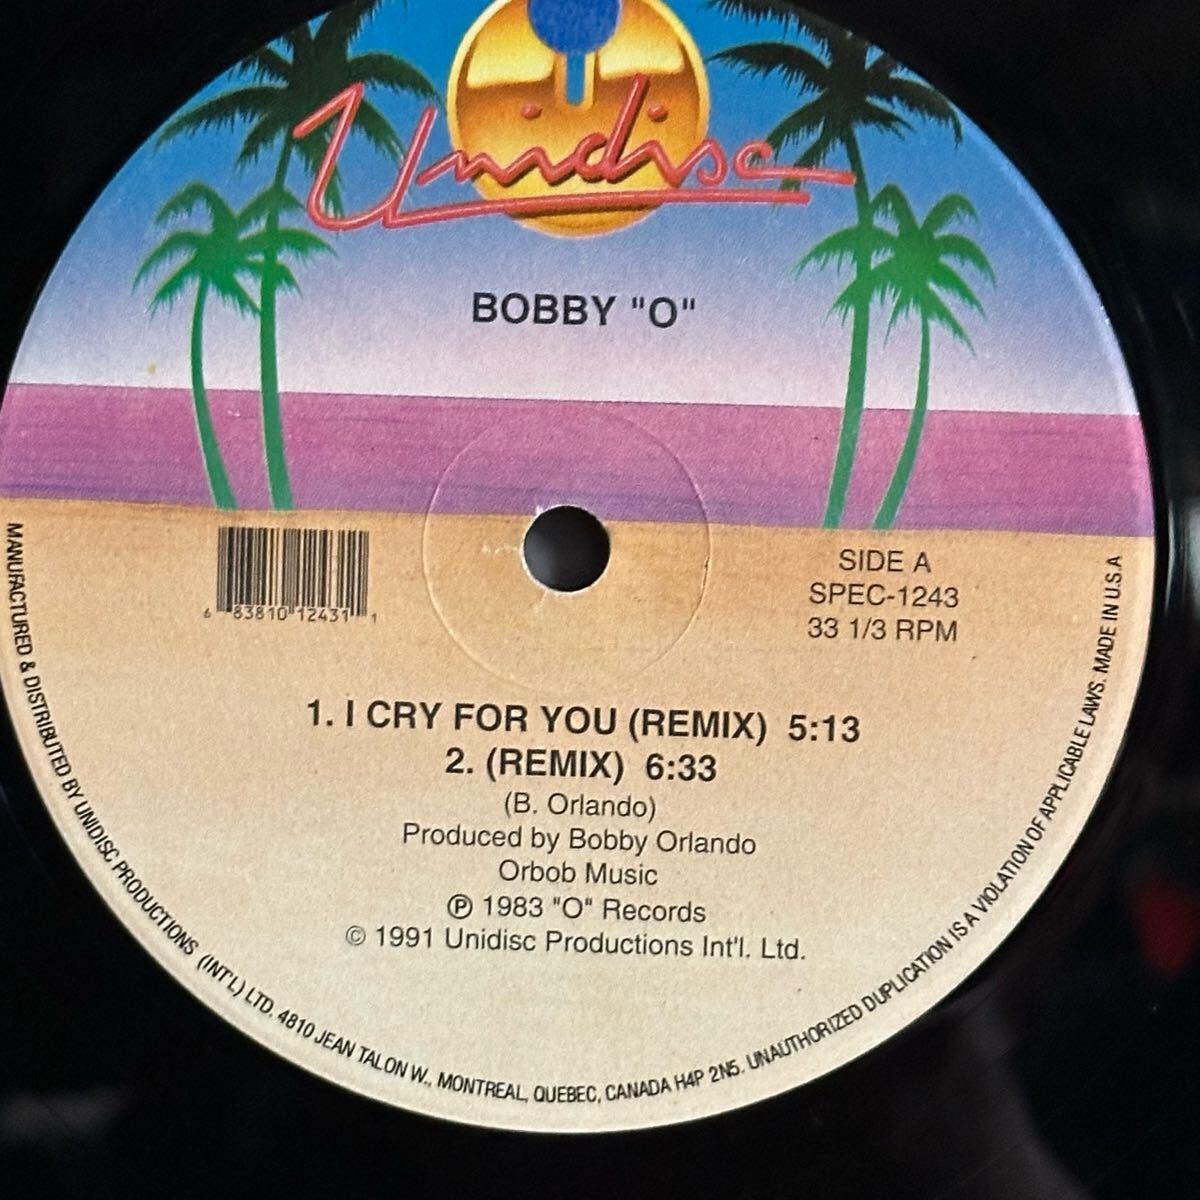 Unidisc
BOBBY "O"
SIDE A
SPEC-1243
33 1/3 RPM
6 83810 12431 1
1. I CRY FOR YOU (REMIX) 5:13
2. (REMIX) 6:33
(B. Orlando)
Produced by Bobby Orlando
Orbob Music
℗ 1983 "O" Records
© 1991 Unidisc Productions Int'l. Ltd.
MANUFACTURED & DISTRIBUTED BY UNIDISC PRODUCTIONS (INT'L) LTD. 4810 JEAN TALON W., MONTREAL, QUEBEC, CANADA H4P 2N5. UNAUTHORIZED DUPLICATION IS A VIOLATION OF APPLICABLE LAWS. MADE IN U.S.A